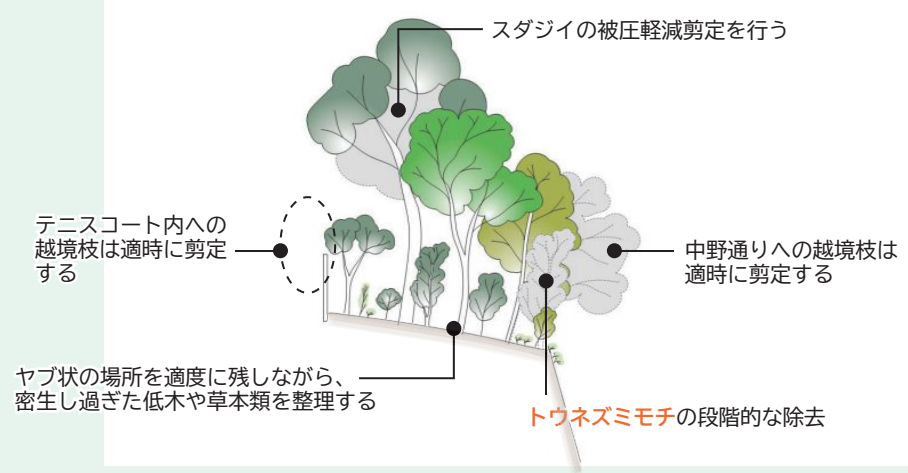 スダジイの被圧軽減剪定を行う
テニスコート内への
越境枝は適時に剪定
する
中野通りへの越境枝は
適時に剪定する
ヤブ状の場所を適度に残しながら、
密生し過ぎた低木や草本類を整理する
トウネズミモチの段階的な除去